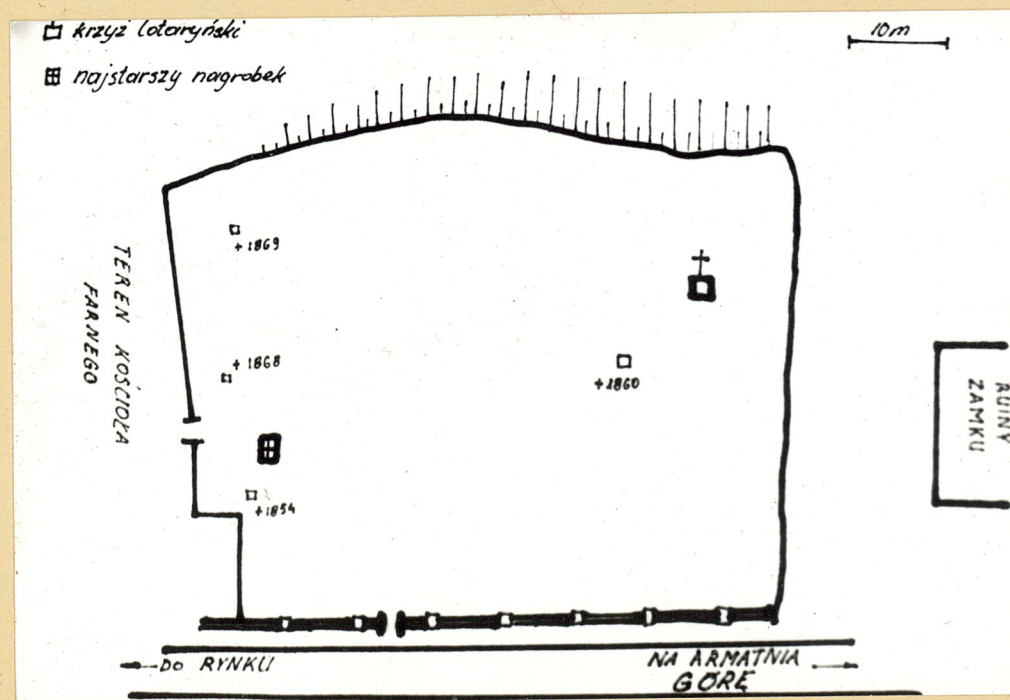 krzyż lotaryński
10m
najstarszy nagrobek
+1869
TEREN KOŚCIOŁA
FARNEGO
+1868
+1860
RUINY
ZAMKU
+1854
DO RYNKU
NA ARMATNIA
GÓRĘ